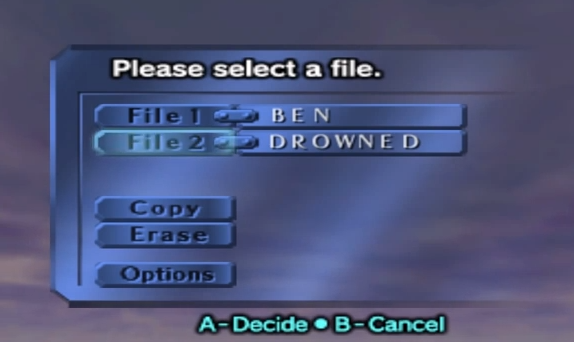 Please select a file.
File 1 BEN
File 2 DROWNED
Copy
Erase
Options
A-Decide • B-Cancel